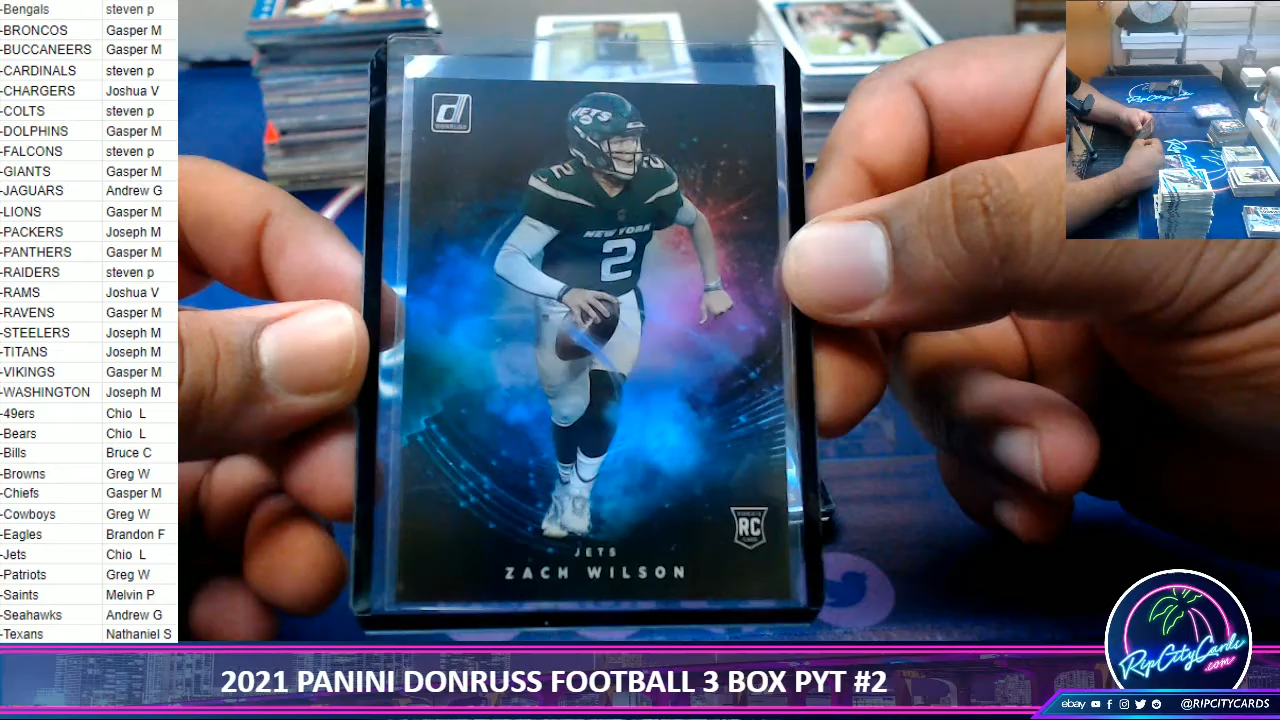 -Bengals steven p
-BRONCOS Gasper M
-BUCCANEERS Gasper M
-CARDINALS steven p
-CHARGERS Joshua V
-COLTS steven p
-DOLPHINS Gasper M
-FALCONS steven p
-GIANTS Gasper M
-JAGUARS Andrew G
-LIONS Gasper M
-PACKERS Joseph M
-PANTHERS Gasper M
-RAIDERS steven p
-RAMS Joshua V
-RAVENS Gasper M
-STEELERS Joseph M
-TITANS Joseph M
-VIKINGS Gasper M
-WASHINGTON Joseph M
-49ers Chio L
-Bears Chio L
-Bills Bruce C
-Browns Greg W
-Chiefs Gasper M
-Cowboys Greg W
-Eagles Brandon F
-Jets Chio L
-Patriots Greg W
-Saints Melvin P
-Seahawks Andrew G
-Texans Nathaniel S
d
DONRUSS
JETS
2
NEW YORK
2
RC
JETS
ZACH WILSON
RipCityCards
.com
2021 PANINI DONRUSS FOOTBALL 3 BOX PYT #2
ebay @RIPCITYCARDS